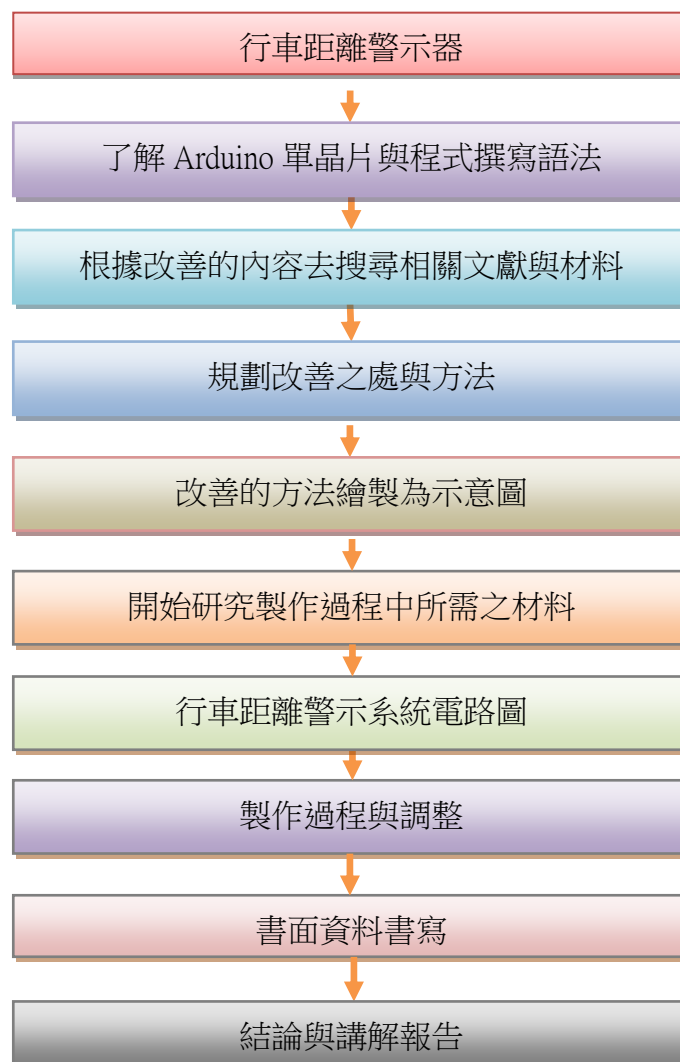 行車距離警示器
了解 Arduino 單晶片與程式撰寫語法
根據改善的內容去搜尋相關文獻與材料
規劃改善之處與方法
改善的方法繪製為示意圖
開始研究製作過程中所需之材料
行車距離警示系統電路圖
製作過程與調整
書面資料書寫
結論與講解報告